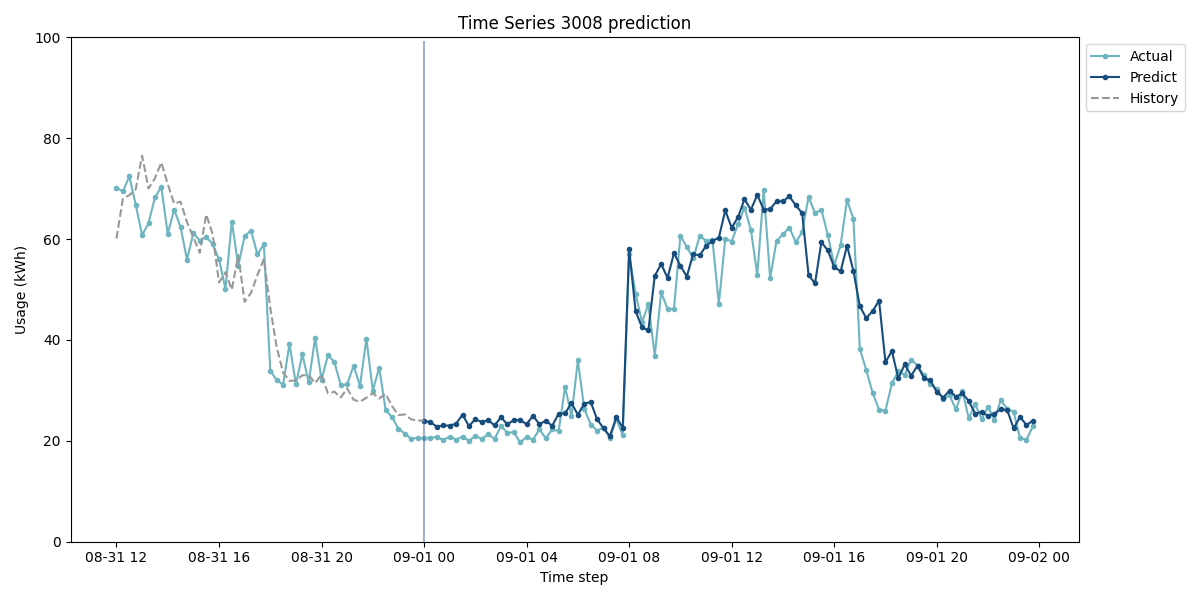 Time Series 3008 prediction
Usage (kWh)
100
80
60
40
20
0
08-31 12
08-31 16
08-31 20
09-01 00
09-01 04
09-01 08
09-01 12
09-01 16
09-01 20
09-02 00
Time step
Actual
Predict
History